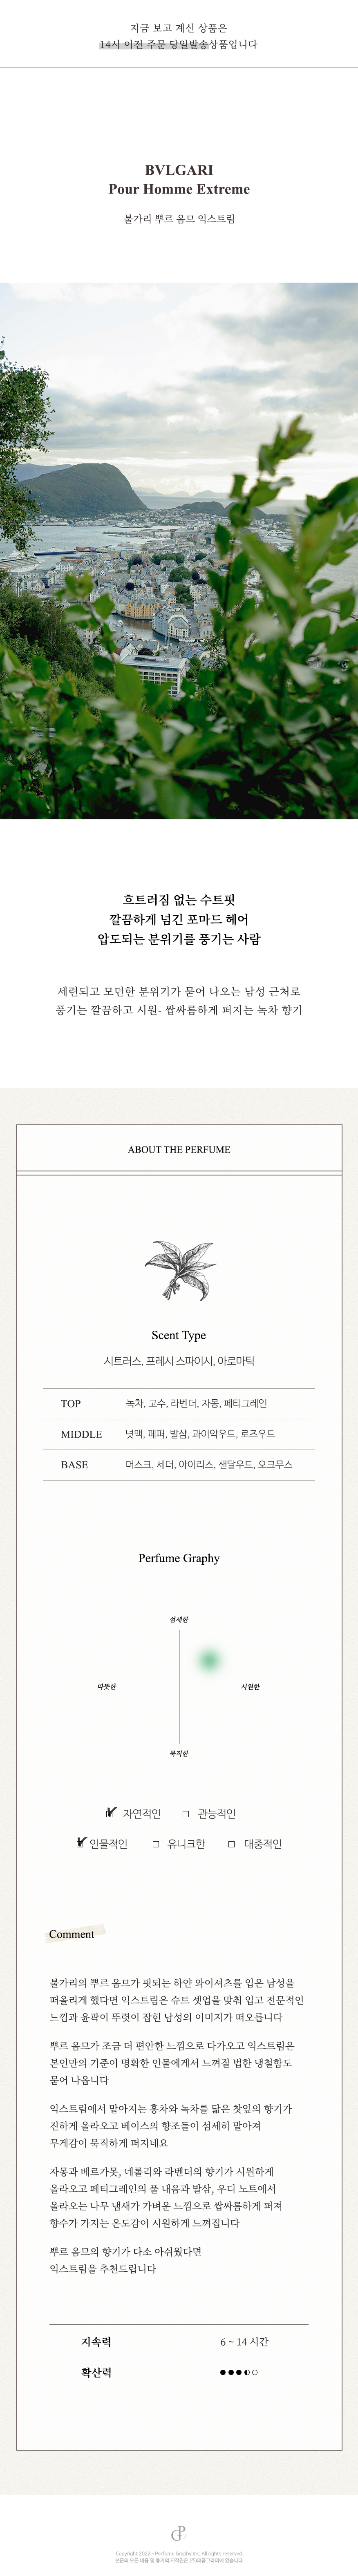 지금 보고 계신 상품은
14시 이전 주문 당일발송상품입니다
BVLGARI
Pour Homme Extreme
불가리 뿌르 옴므 익스트림
흐트러짐 없는 수트핏
깔끔하게 넘긴 포마드 헤어
압도되는 분위기를 풍기는 사람
세련되고 모던한 분위기가 묻어 나오는 남성 근처로
풍기는 깔끔하고 시원- 쌉싸름하게 퍼지는 녹차 향기
ABOUT THE PERFUME
Scent Type
시트러스, 프레시 스파이시, 아로마틱
TOP 녹차, 고수, 라벤더, 자몽, 페티그레인
MIDDLE 넛맥, 페퍼, 발삼, 과이악우드, 로즈우드
BASE 머스크, 세더, 아이리스, 샌달우드, 오크무스
Perfume Graphy
섬세한
따뜻한 시원한
묵직한
자연적인 관능적인
인물적인 유니크한 대중적인
Comment
불가리의 뿌르 옴므가 핏되는 하얀 와이셔츠를 입은 남성을
떠올리게 했다면 익스트림은 슈트 셋업을 맞춰 입고 전문적인
느낌과 윤곽이 뚜렷이 잡힌 남성의 이미지가 떠오릅니다
뿌르 옴므가 조금 더 편안한 느낌으로 다가오고 익스트림은
본인만의 기준이 명확한 인물에게서 느껴질 법한 냉철함도
묻어 나옵니다
익스트림에서 맡아지는 홍차와 녹차를 닮은 찻잎의 향기가
진하게 올라오고 베이스의 향조들이 섬세히 맡아져
무게감이 묵직하게 퍼지네요
자몽과 베르가못, 네롤리와 라벤더의 향기가 시원하게
올라오고 페티그레인의 풀 내음과 발삼, 우디 노트에서
올라오는 나무 냄새가 가벼운 느낌으로 쌉싸름하게 퍼져
향수가 가지는 온도감이 시원하게 느껴집니다
뿌르 옴므의 향기가 다소 아쉬웠다면
익스트림을 추천드립니다
지속력 6 ~ 14 시간
확산력
GP
Copyright 2022 - Perfume Graphy Inc. All rights reserved
본문의 모든 내용 및 통계의 저작권은 (주)퍼퓸그라피에 있습니다